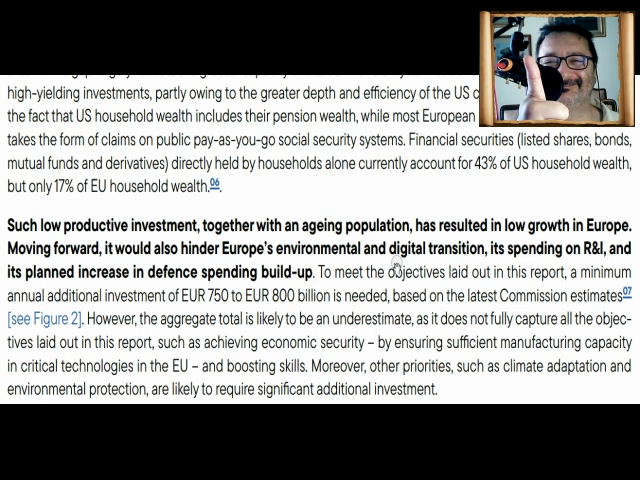 high-yielding investments, partly owing to the greater depth and efficiency of the US c
the fact that US household wealth includes their pension wealth, while most European
takes the form of claims on public pay-as-you-go social security systems. Financial securities (listed shares, bonds,
mutual funds and derivatives) directly held by households alone currently account for 43% of US household wealth,
but only 17% of EU household wealth.06.
Such low productive investment, together with an ageing population, has resulted in low growth in Europe.
Moving forward, it would also hinder Europe's environmental and digital transition, its spending on R&I, and
its planned increase in defence spending build-up. To meet the objectives laid out in this report, a minimum
annual additional investment of EUR 750 to EUR 800 billion is needed, based on the latest Commission estimates07
[see Figure 2]. However, the aggregate total is likely to be an underestimate, as it does not fully capture all the objec-
tives laid out in this report, such as achieving economic security – by ensuring sufficient manufacturing capacity
in critical technologies in the EU – and boosting skills. Moreover, other priorities, such as climate adaptation and
environmental protection, are likely to require significant additional investment.